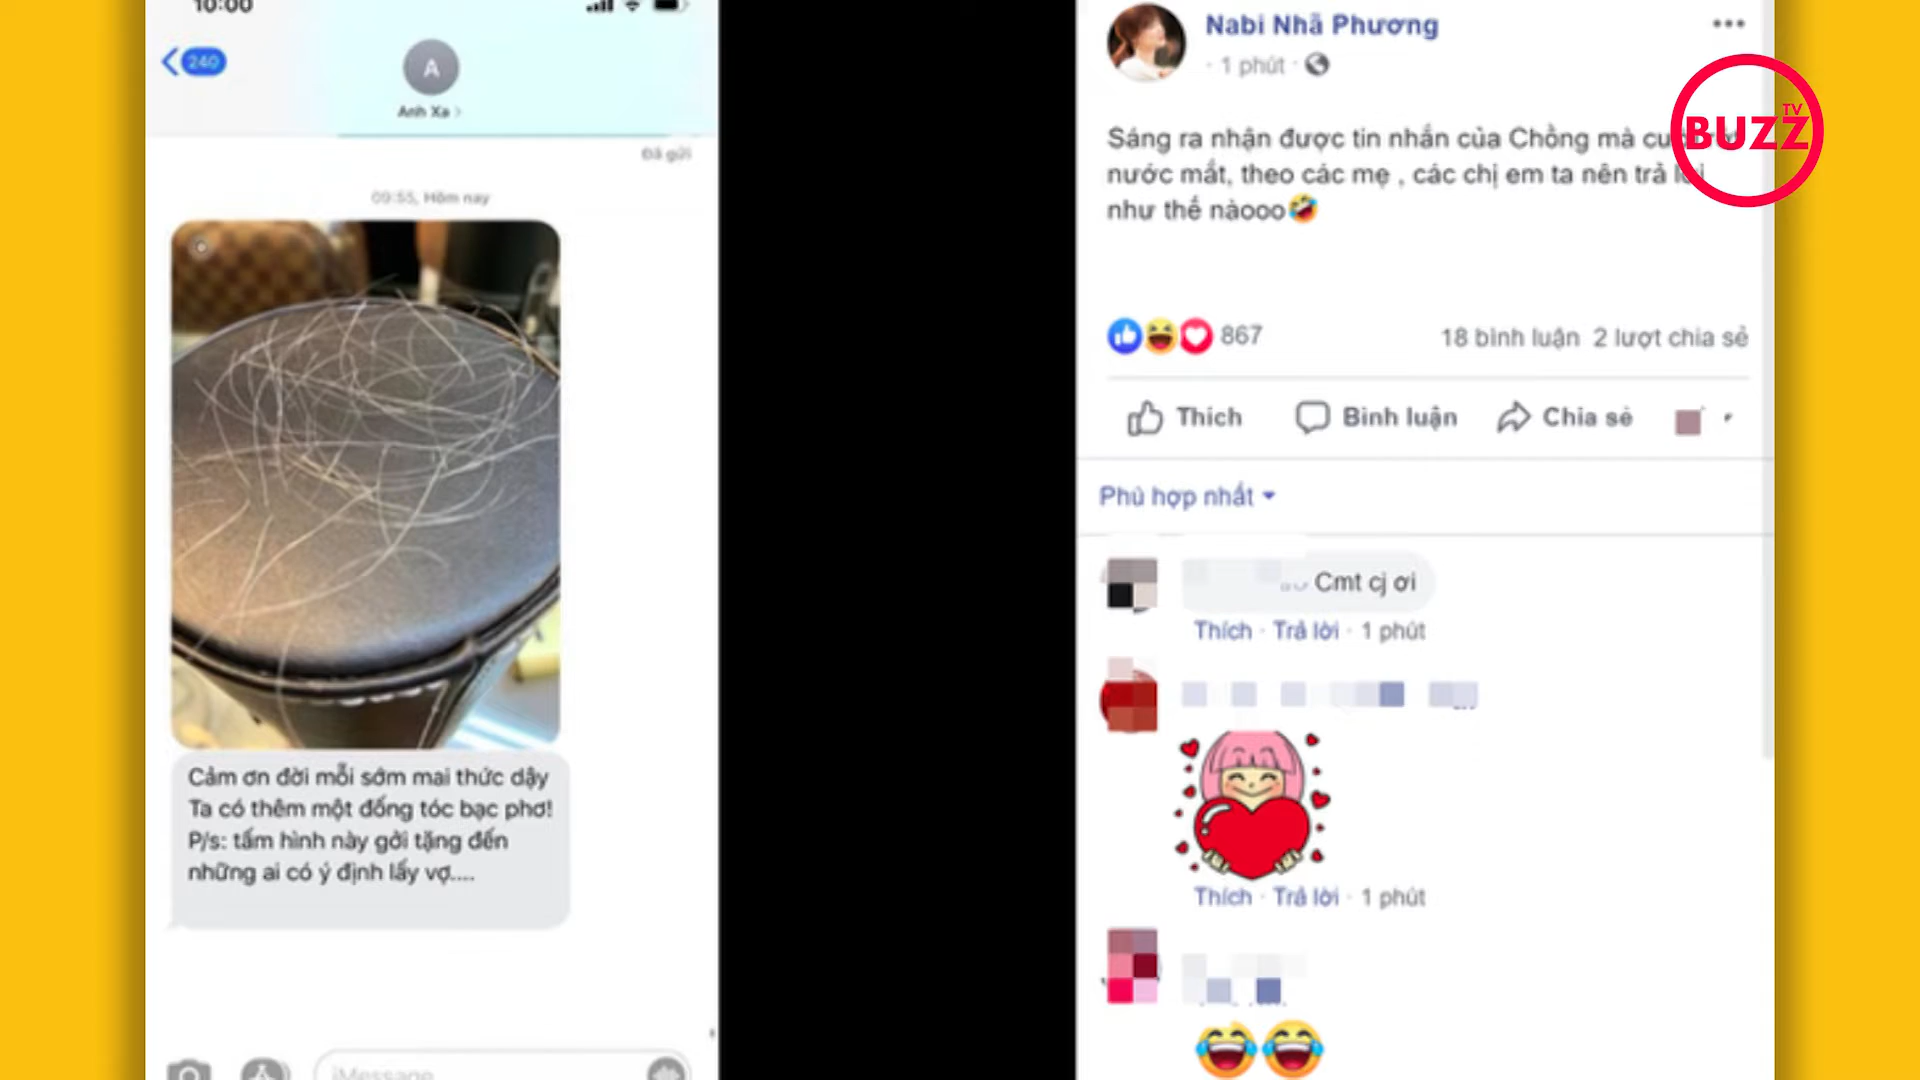 10:00
240
A
Anh Xa
Đã gửi
09:55, Hôm nay
Cảm ơn đời mỗi sớm mai thức dậy
Ta có thêm một đống tóc bạc phơ!
P/s: tấm hình này gởi tặng đến
những ai có ý định lấy vợ....
iMessage
Nabi Nhã Phương
· 1 phút ·
BUZZ TV
Sáng ra nhận được tin nhắn của Chồng mà
nước mắt, theo các mẹ , các chị em ta nên trả lời
như thế nàooo🤣
867
18 bình luận 2 lượt chia sẻ
Thích Bình luận Chia sẻ
Phù hợp nhất
Cmt cj ơi
Thích · Trả lời · 1 phút
Thích · Trả lời · 1 phút
😂😂